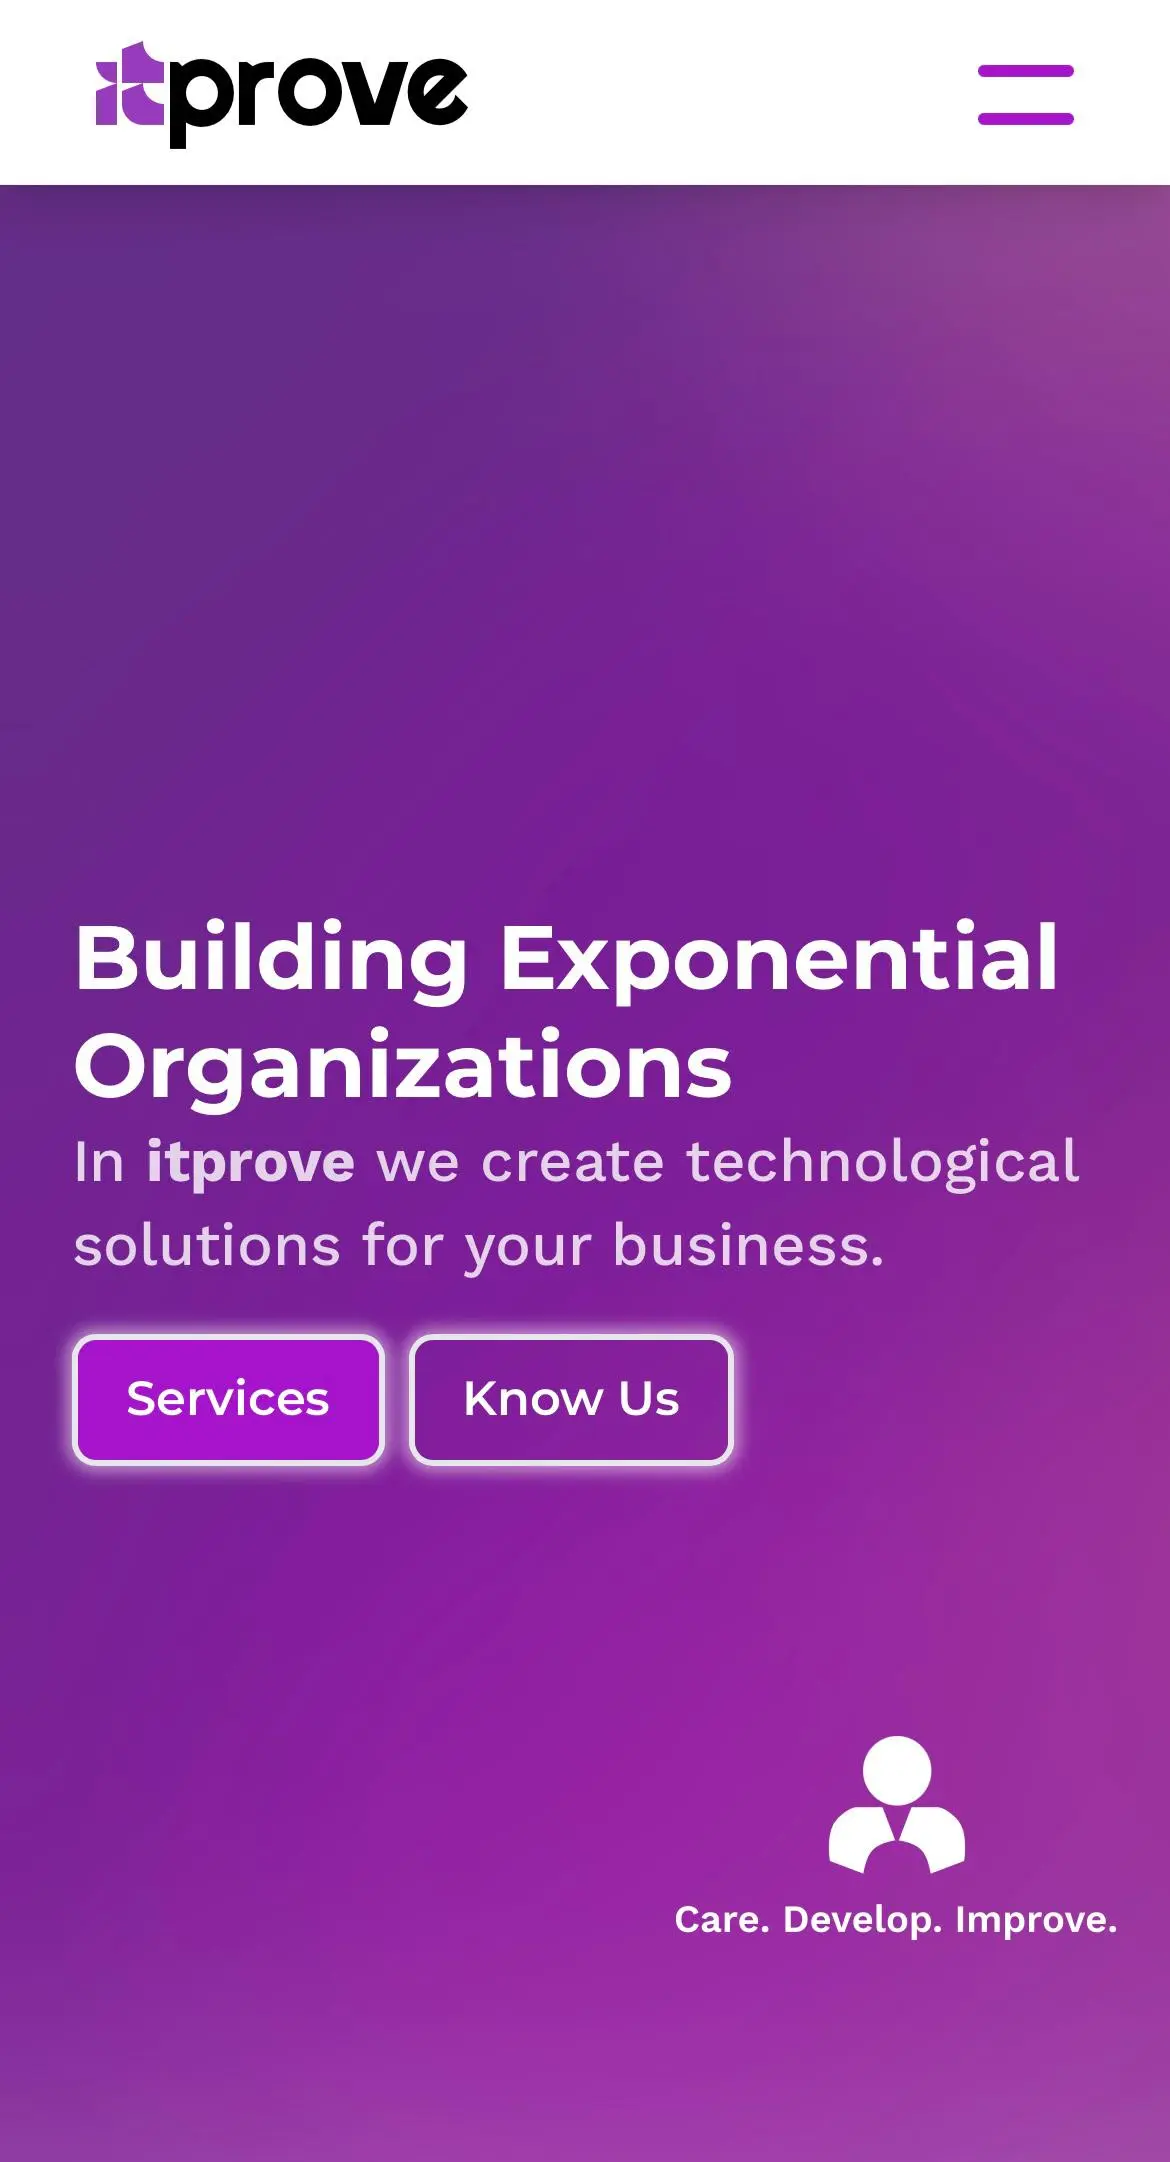 itprove
Building Exponential
Organizations
In itprove we create technological
solutions for your business.
Services
Know Us
Care. Develop. Improve.